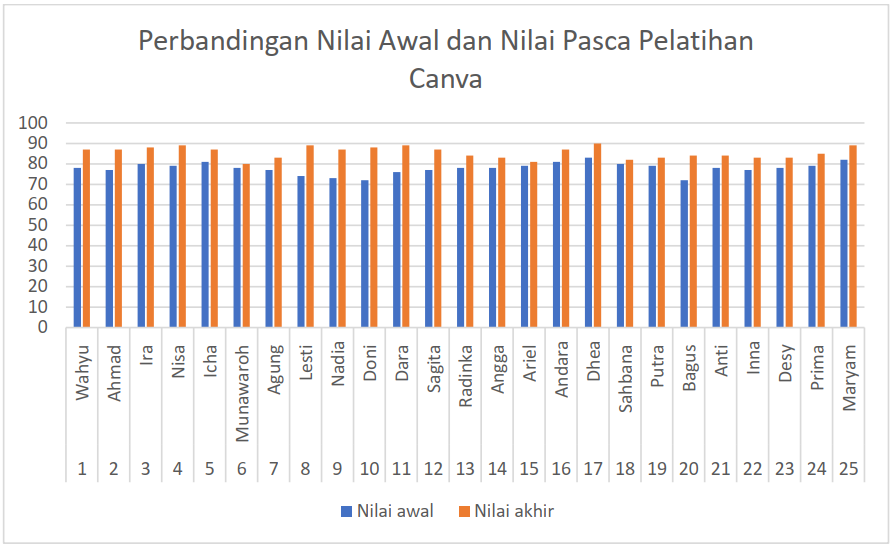 Perbandingan Nilai Awal dan Nilai Pasca Pelatihan
Canva
100
90
80
70
60
50
40
30
20
10
0
Wahyu
Ahmad
Ira
Nisa
Icha
Munawaroh
Agung
Lesti
Nadia
Doni
Dara
Sagita
Radinka
Angga
Ariel
Andara
Dhea
Sahbana
Putra
Bagus
Anti
Inna
Desy
Prima
Maryam
1 2 3 4 5 6 7 8 9 10 11 12 13 14 15 16 17 18 19 20 21 22 23 24 25
Nilai awal Nilai akhir